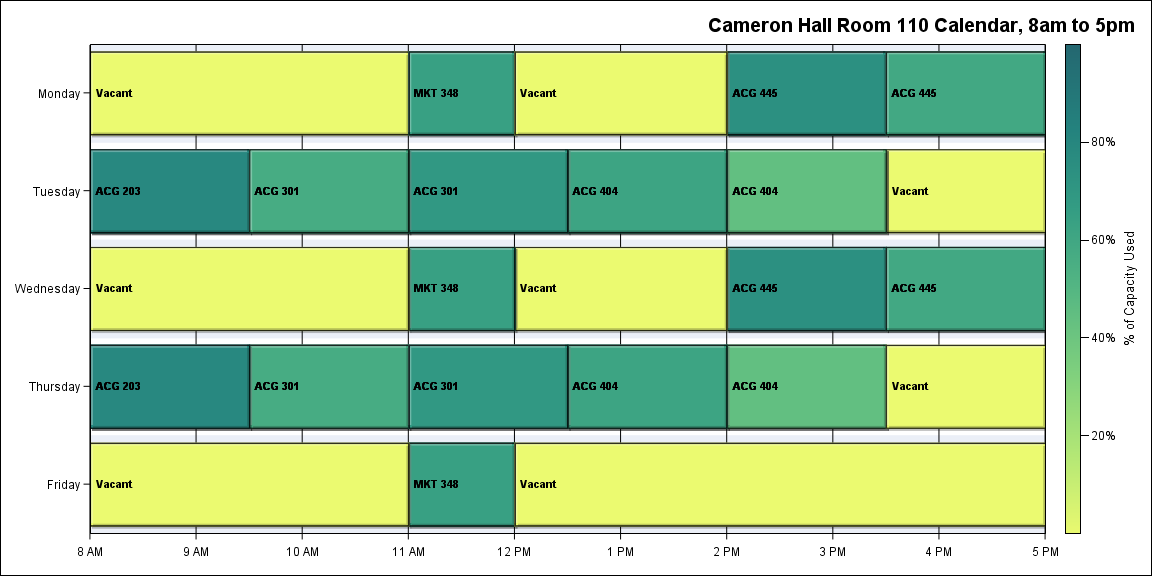 Cameron Hall Room 110 Calendar, 8am to 5pm
Monday
Vacant
MKT 348
Vacant
ACG 445
ACG 445
Tuesday
ACG 203
ACG 301
ACG 301
ACG 404
ACG 404
Vacant
Wednesday
Vacant
MKT 348
Vacant
ACG 445
ACG 445
Thursday
ACG 203
ACG 301
ACG 301
ACG 404
ACG 404
Vacant
Friday
Vacant
MKT 348
Vacant
8 AM
9 AM
10 AM
11 AM
12 PM
1 PM
2 PM
3 PM
4 PM
5 PM
80%
60%
40%
20%
% of Capacity Used